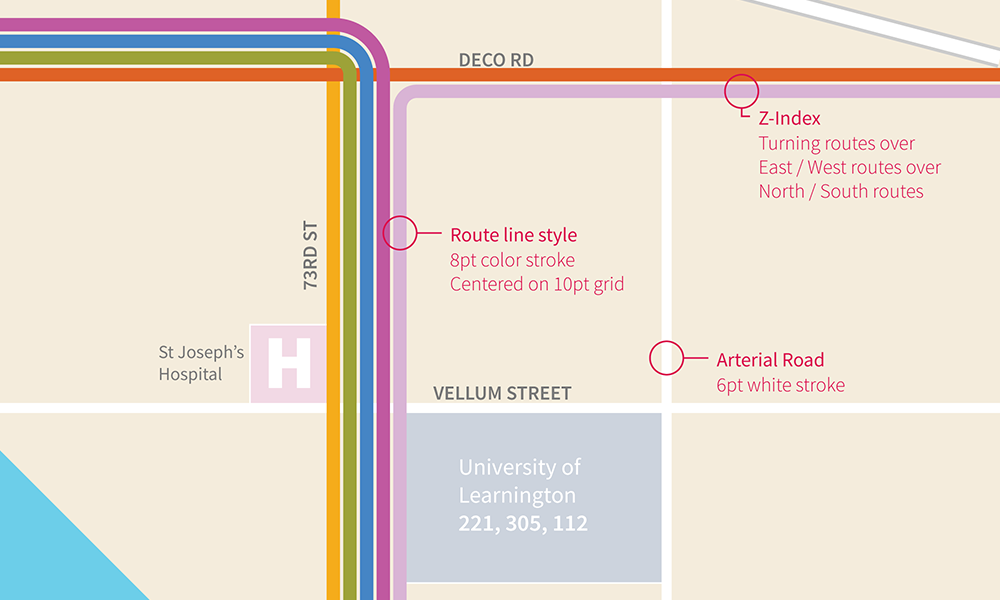 DECO RD
Z-Index
Turning routes over
East / West routes over
North / South routes
73RD ST
Route line style
8pt color stroke
Centered on 10pt grid
St Joseph’s
Hospital
H
Arterial Road
6pt white stroke
VELLUM STREET
University of
Learnington
221, 305, 112